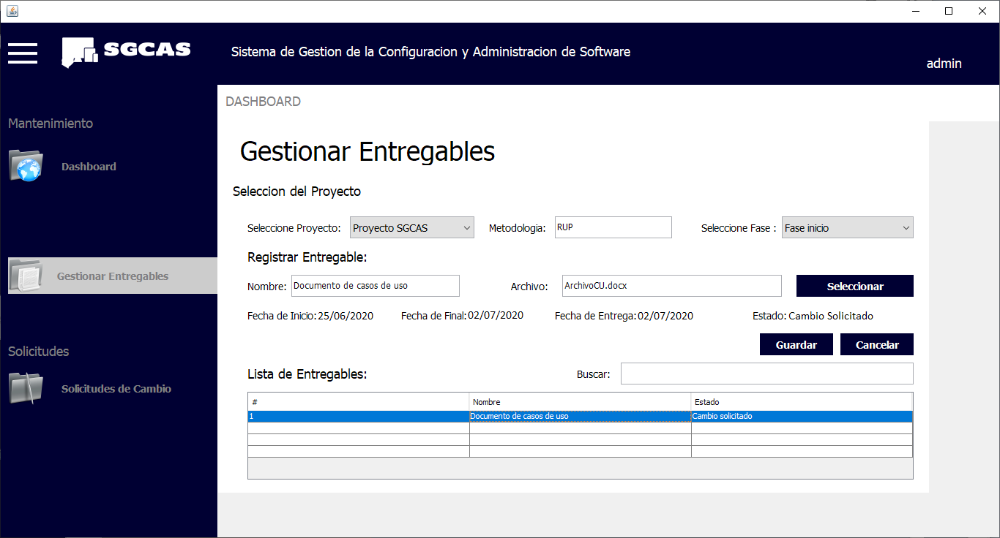 SGCAS
Sistema de Gestion de la Configuracion y Administracion de Software
admin
Mantenimiento
Dashboard
Gestionar Entregables
Solicitudes
Solicitudes de Cambio
DASHBOARD
Gestionar Entregables
Seleccion del Proyecto
Seleccione Proyecto: Proyecto SGCAS Metodologia: RUP Seleccione Fase : Fase inicio
Registrar Entregable:
Nombre: Documento de casos de uso Archivo: ArchivoCU.docx Seleccionar
Fecha de Inicio: 25/06/2020 Fecha de Final: 02/07/2020 Fecha de Entrega: 02/07/2020 Estado: Cambio Solicitado
Guardar Cancelar
Lista de Entregables: Buscar:
# Nombre Estado
1 Documento de casos de uso Cambio solicitado